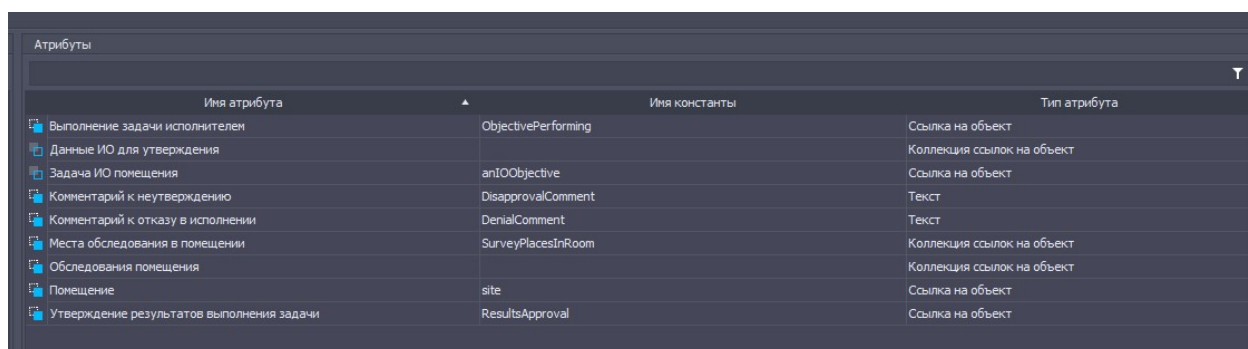 Атрибуты
Имя атрибута Имя константы Тип атрибута
Выполнение задачи исполнителем ObjectivePerforming Ссылка на объект
Данные ИО для утверждения Коллекция ссылок на объект
Задача ИО помещения anIOObjective Ссылка на объект
Комментарий к неутверждению DisapprovalComment Текст
Комментарий к отказу в исполнении DenialComment Текст
Места обследования в помещении SurveyPlacesInRoom Коллекция ссылок на объект
Обследования помещения Коллекция ссылок на объект
Помещение site Ссылка на объект
Утверждение результатов выполнения задачи ResultsApproval Ссылка на объект